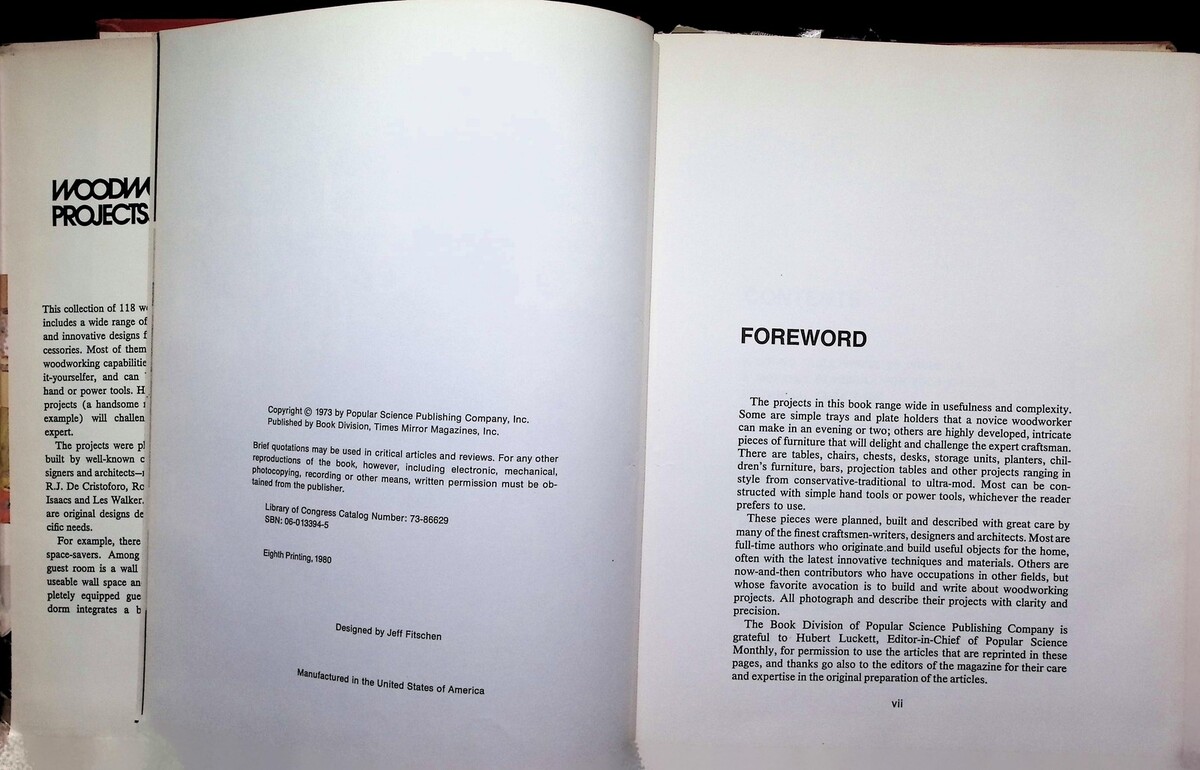 WOODW
PROJECTS
This collection of 118 w
includes a wide range of
and innovative designs f
cessories. Most of them
woodworking capabilitie
it-yourselfer, and can
hand or power tools. H
projects (a handsome
example) will challen
expert.
The projects were pl
built by well-known c
signers and architects—
R.J. De Cristoforo, Ro
Isaacs and Les Walker.
are original designs de
cific needs.
For example, there
space-savers. Among
guest room is a wall
useable wall space an
pletely equipped gue
dorm integrates a b
Copyright © 1973 by Popular Science Publishing Company, Inc.
Published by Book Division, Times Mirror Magazines, Inc.
Brief quotations may be used in critical articles and reviews. For any other
reproductions of the book, however, including electronic, mechanical,
photocopying, recording or other means, written permission must be ob-
tained from the publisher.
Library of Congress Catalog Number: 73-86629
SBN: 06-013394-5
Eighth Printing, 1980
Designed by Jeff Fitschen
Manufactured in the United States of America
FOREWORD
The projects in this book range wide in usefulness and complexity.
Some are simple trays and plate holders that a novice woodworker
can make in an evening or two; others are highly developed, intricate
pieces of furniture that will delight and challenge the expert craftsman.
There are tables, chairs, chests, desks, storage units, planters, chil-
dren's furniture, bars, projection tables and other projects ranging in
style from conservative-traditional to ultra-mod. Most can be con-
structed with simple hand tools or power tools, whichever the reader
prefers to use.
These pieces were planned, built and described with great care by
many of the finest craftsmen-writers, designers and architects. Most are
full-time authors who originate and build useful objects for the home,
often with the latest innovative techniques and materials. Others are
now-and-then contributors who have occupations in other fields, but
whose favorite avocation is to build and write about woodworking
projects. All photograph and describe their projects with clarity and
precision.
The Book Division of Popular Science Publishing Company is
grateful to Hubert Luckett, Editor-in-Chief of Popular Science
Monthly, for permission to use the articles that are reprinted in these
pages, and thanks go also to the editors of the magazine for their care
and expertise in the original preparation of the articles.
vii